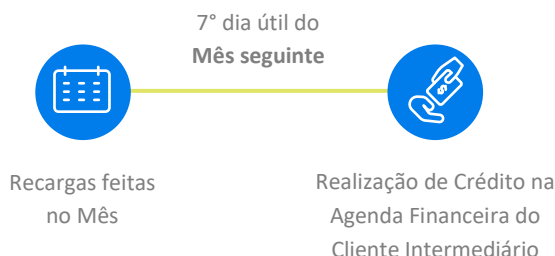 7° dia útil do
Mês seguinte
Recargas feitas
no Mês
Realização de Crédito na
Agenda Financeira do
Cliente Intermediário